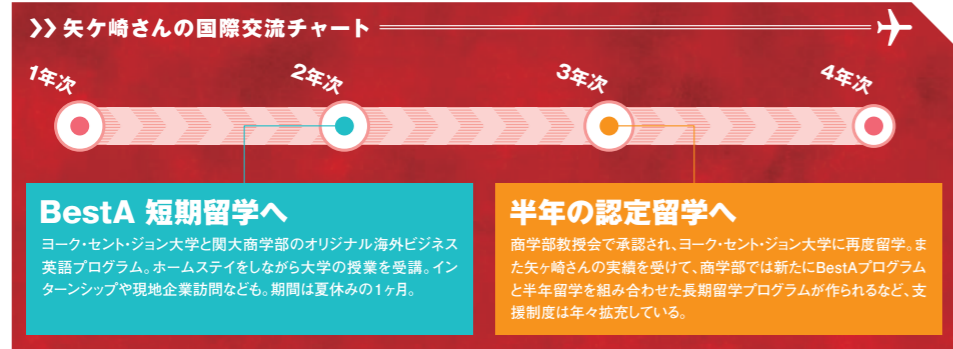 矢ケ崎さんの国際交流チャート
1年次
2年次
3年次
4年次
BestA 短期留学へ
ヨーク・セント・ジョン大学と関大商学部のオリジナル海外ビジネス
英語プログラム。ホームステイをしながら大学の授業を受講。イン
ターンシップや現地企業訪問なども。期間は夏休みの1ヶ月。
半年の認定留学へ
商学部教授会で承認され、ヨーク・セント・ジョン大学に再度留学。ま
た矢ヶ崎さんの実績を受けて、商学部では新たにBestAプログラム
と半年留学を組み合わせた長期留学プログラムが作られるなど、支
援制度は年々拡充している。